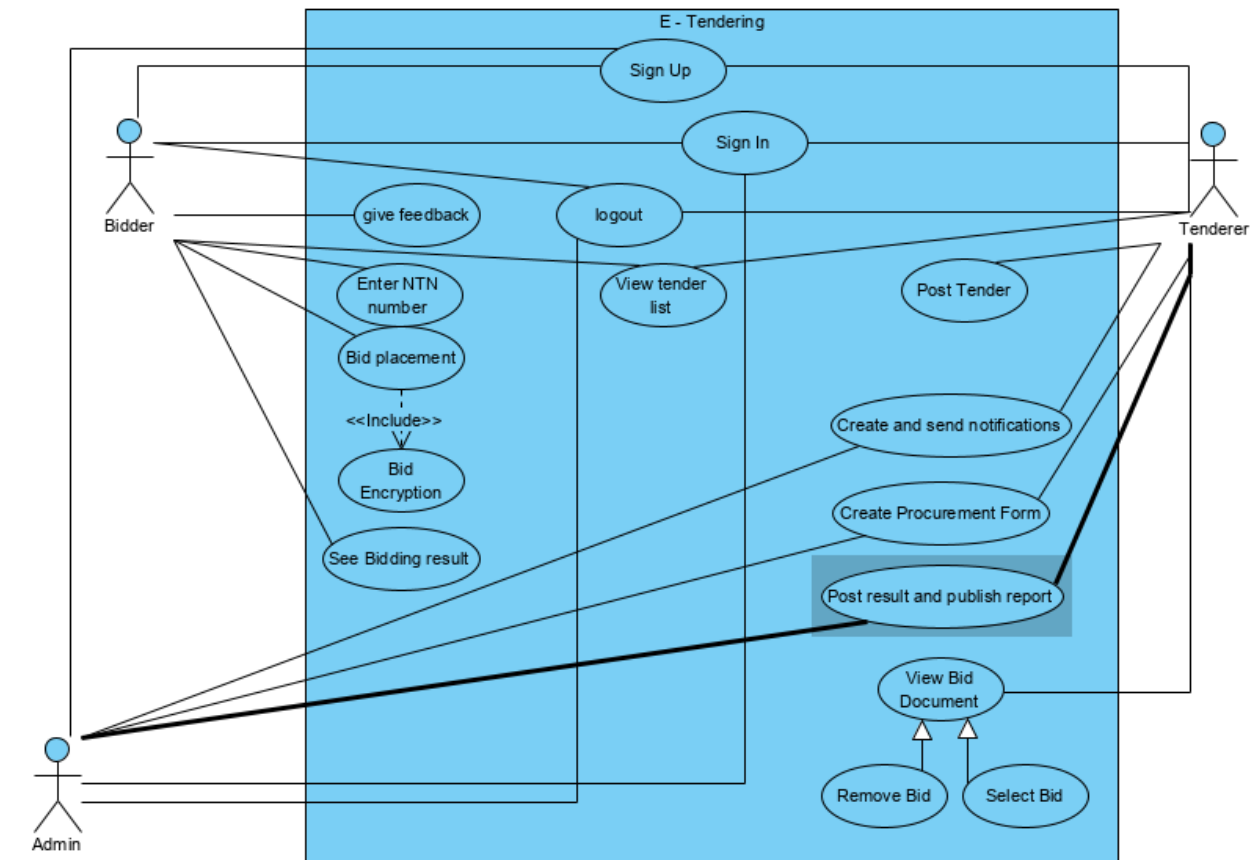 E - Tendering
Sign Up
Sign In
Bidder
give feedback
logout
Tenderer
Enter NTN
number
View tender
list
Post Tender
Bid placement
<<Include>>
Create and send notifications
Bid
Encryption
Create Procurement Form
See Bidding result
Post result and publish report
View Bid
Document
Remove Bid
Select Bid
Admin